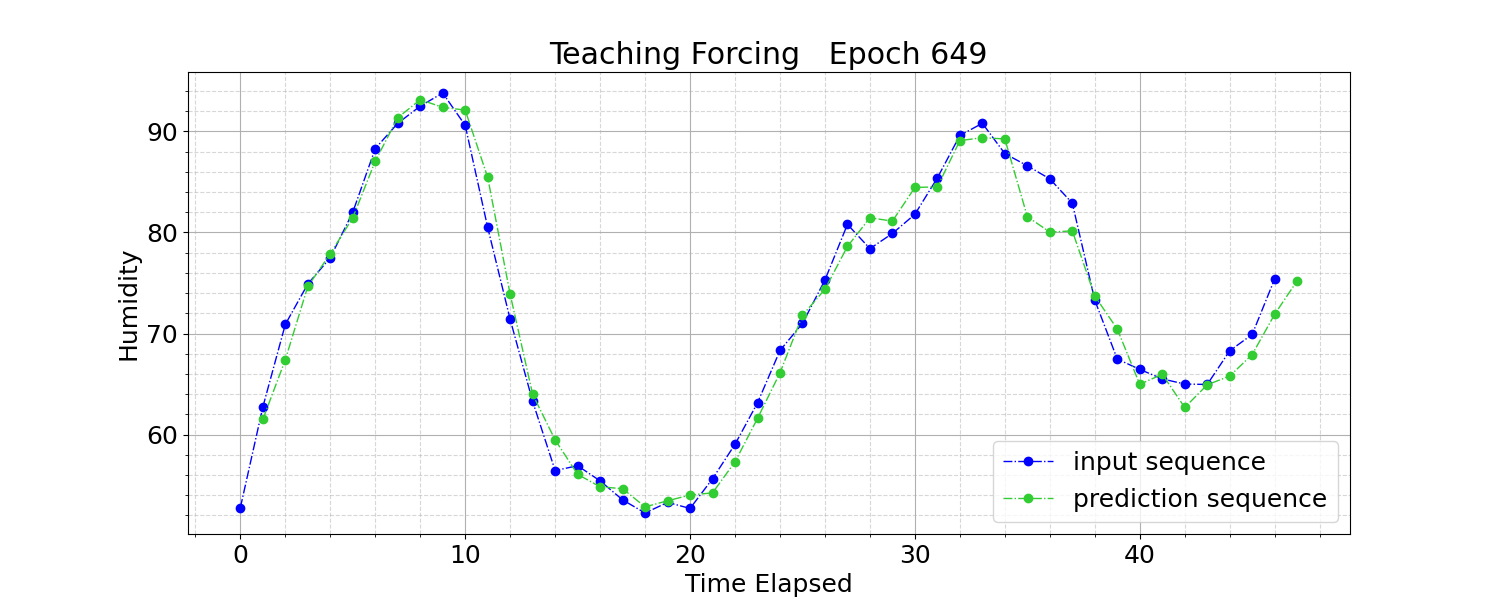 Teaching Forcing   Epoch 649
Humidity
90
80
70
60
0 10 20 30 40
Time Elapsed
input sequence
prediction sequence